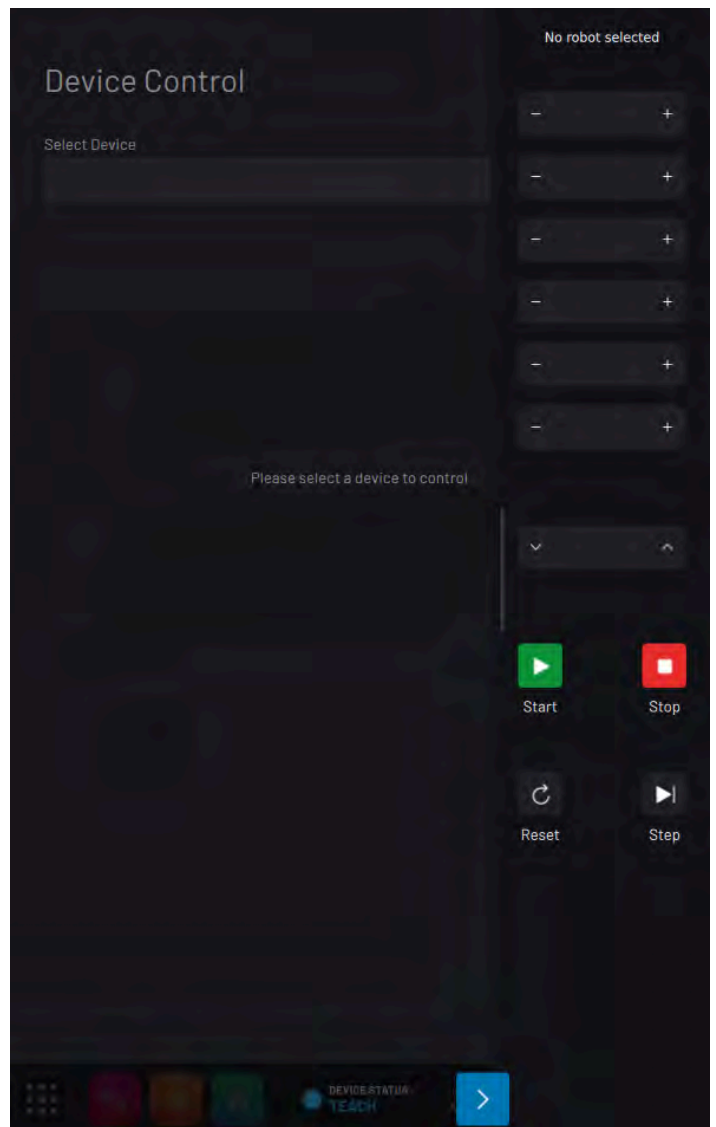 No robot selected
Device Control
Select Device
- +
- +
- +
- +
- +
- +
Please select a device to control
Start Stop
Reset Step
DEVICE STATUS
TEACH